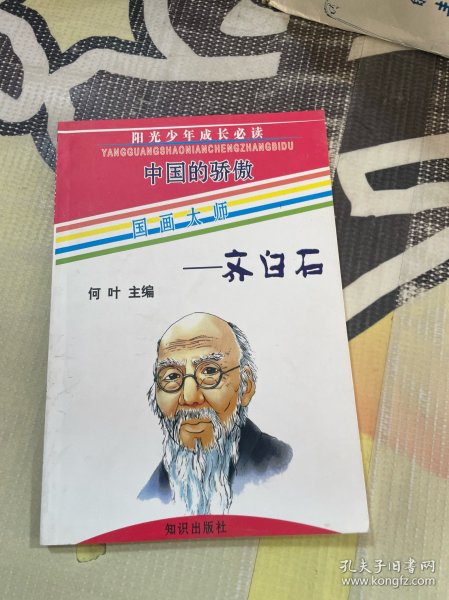 阳光少年成长必读
YANGGUANGSHAONIANCHENGZHANGBIDU
中国的骄傲
国画大师
——齐白石
何叶 主编
知识出版社
孔夫子旧书网
www.kongfz.com